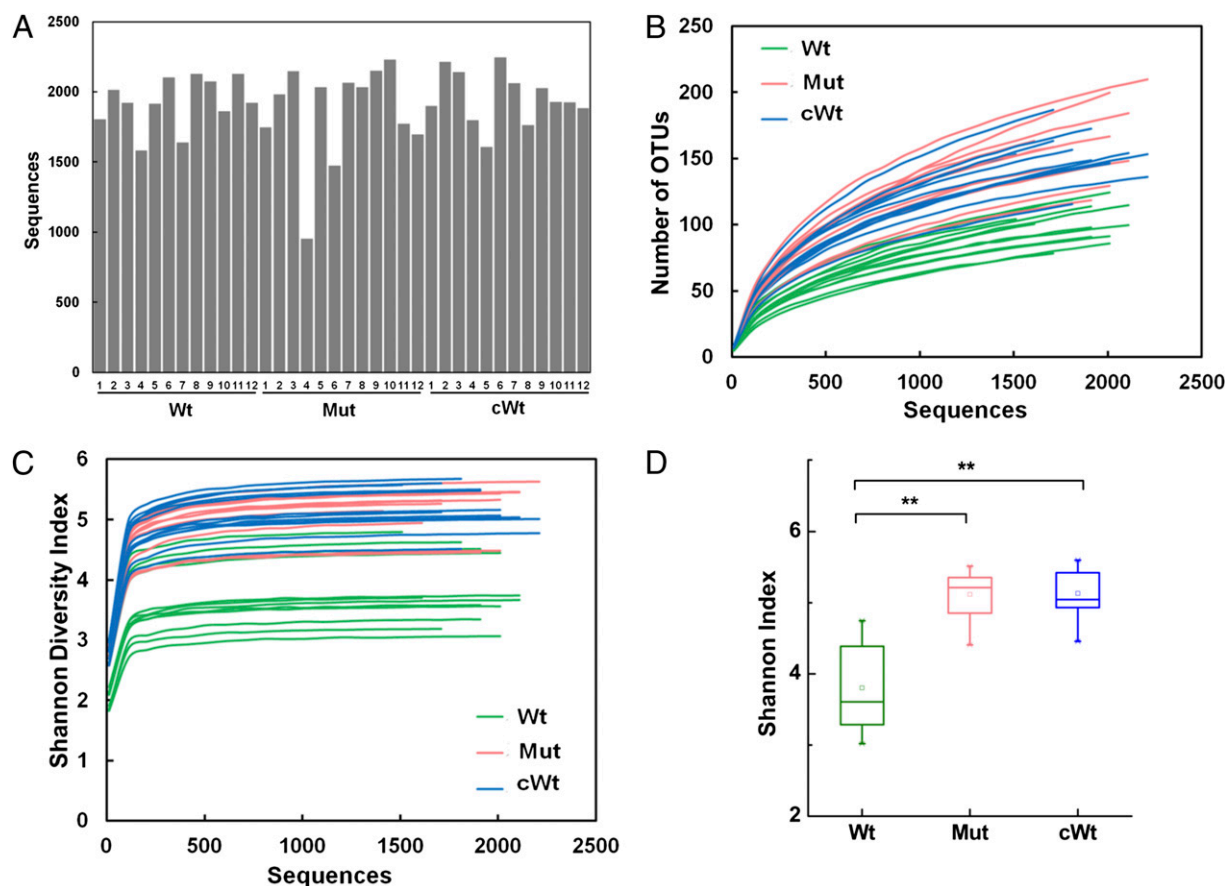 A
Sequences
2500
2000
1500
1000
500
0
1 2 3 4 5 6 7 8 9 10 11 12 1 2 3 4 5 6 7 8 9 10 11 12 1 2 3 4 5 6 7 8 9 10 11 12
Wt Mut cWt
B
Number of OTUs
250
200
150
100
50
0
Wt
Mut
cWt
0 500 1000 1500 2000 2500
Sequences
C
Shannon Diversity Index
6
5
4
3
2
1
0
Wt
Mut
cWt
0 500 1000 1500 2000 2500
Sequences
D
Shannon Index
**
**
6
4
2
Wt Mut cWt